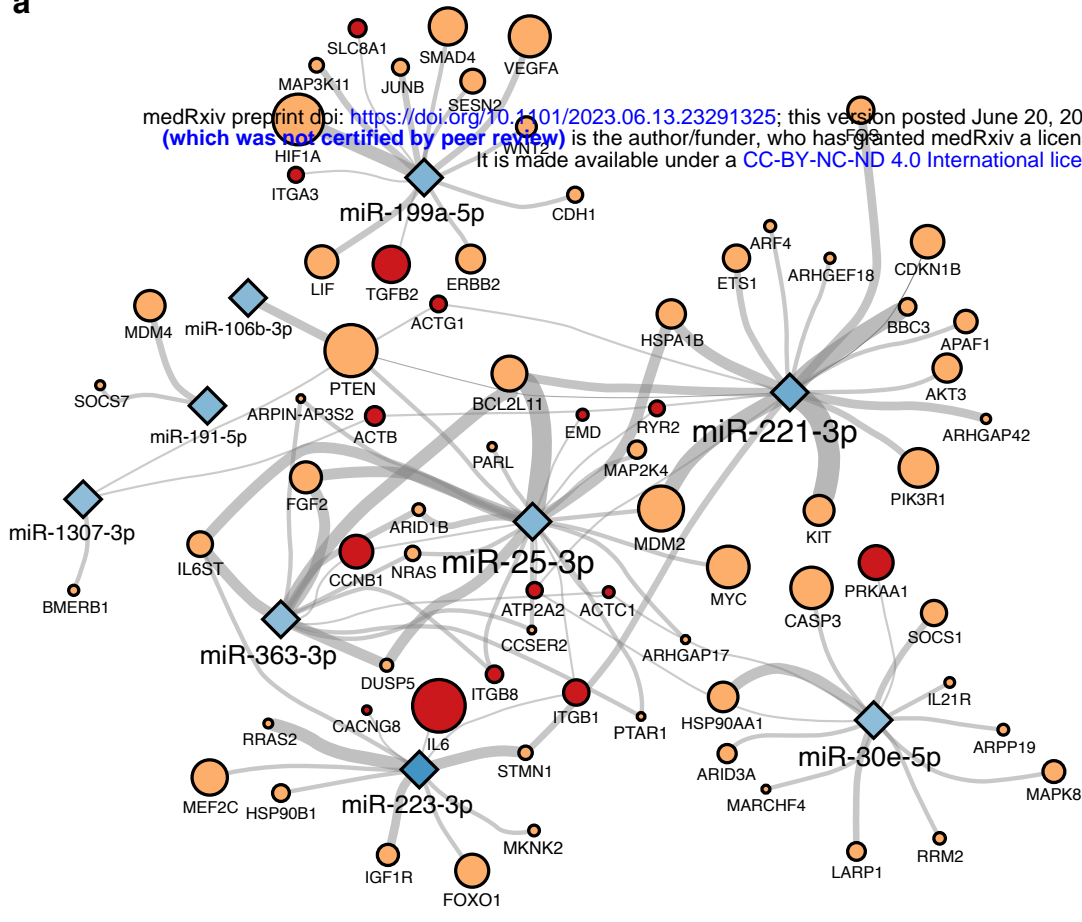 a
SLC8A1
SMAD4
VEGFA
MAP3K11
JUNB
SESN2
medRxiv preprint doi: https://doi.org/10.1101/2023.06.13.23291325; this version posted June 20, 20
(which was not certified by peer review) is the author/funder, who has granted medRxiv a licen
It is made available under a CC-BY-NC-ND 4.0 International lice
FOS
WNT2
HIF1A
ITGA3
miR-199a-5p
CDH1
LIF
TGFB2
ERBB2
ARF4
ETS1
ARHGEF18
CDKN1B
MDM4
miR-106b-3p
ACTG1
HSPA1B
BBC3
APAF1
PTEN
SOCS7
ARPIN-AP3S2
BCL2L11
AKT3
miR-191-5p
ACTB
EMD
RYR2
miR-221-3p
ARHGAP42
PARL
MAP2K4
PIK3R1
FGF2
miR-1307-3p
ARID1B
MDM2
KIT
IL6ST
CCNB1
NRAS
miR-25-3p
BMERB1
ATP2A2
ACTC1
MYC
CASP3
PRKAA1
SOCS1
CCSER2
miR-363-3p
ARHGAP17
DUSP5
ITGB8
IL21R
CACNG8
IL6
ITGB1
PTAR1
HSP90AA1
RRAS2
ARPP19
miR-30e-5p
STMN1
ARID3A
MEF2C
HSP90B1
miR-223-3p
MARCHF4
MAPK8
MKNK2
IGF1R
FOXO1
LARP1
RRM2